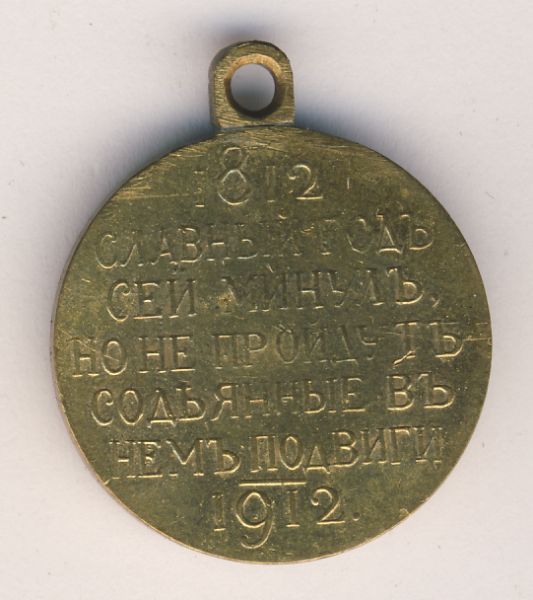 1812
СЛАВНЫЙ ГОДЪ
СЕЙ МИНУЛЪ,
НО НЕ ПРОЙДУТЪ
СОДѢЯННЫЕ ВЪ
НЕМЪ ПОДВИГИ
1912.